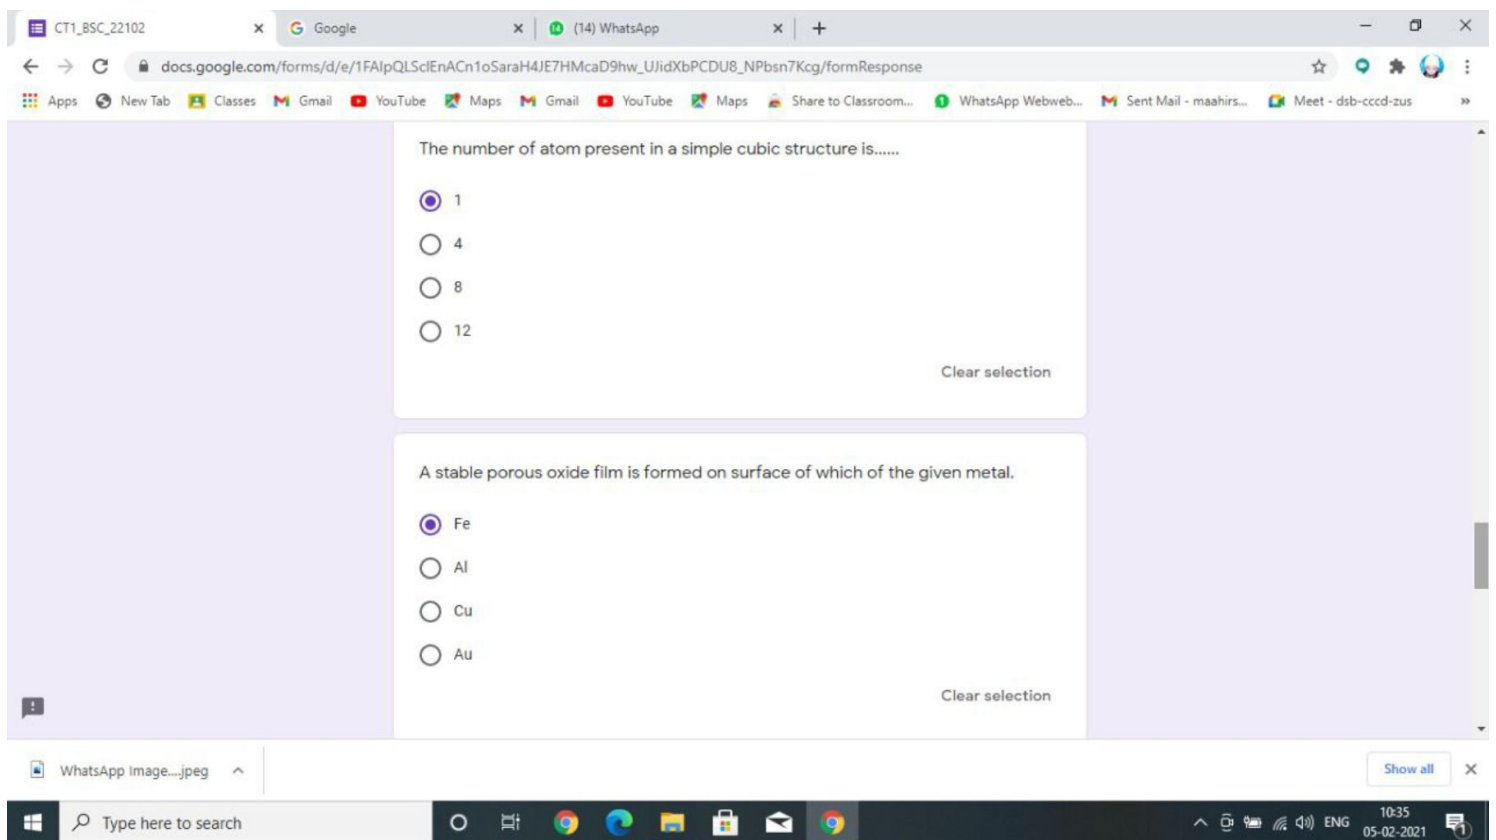 CT1_BSC_22102
Google
(14) WhatsApp
docs.google.com/forms/d/e/1FAIpQLSclEnACn1oSaraH4JE7HMcaD9hw_UJidXbPCDU8_NPbsn7Kcg/formResponse
Apps New Tab Classes Gmail YouTube Maps Gmail YouTube Maps Share to Classroom... WhatsApp Webweb... Sent Mail - maahirs... Meet - dsb-cccd-zus »
The number of atom present in a simple cubic structure is......
1
4
8
12
Clear selection
A stable porous oxide film is formed on surface of which of the given metal.
Fe
Al
Cu
Au
Clear selection
WhatsApp Image....jpeg
Show all
Type here to search
ENG
10:35
05-02-2021